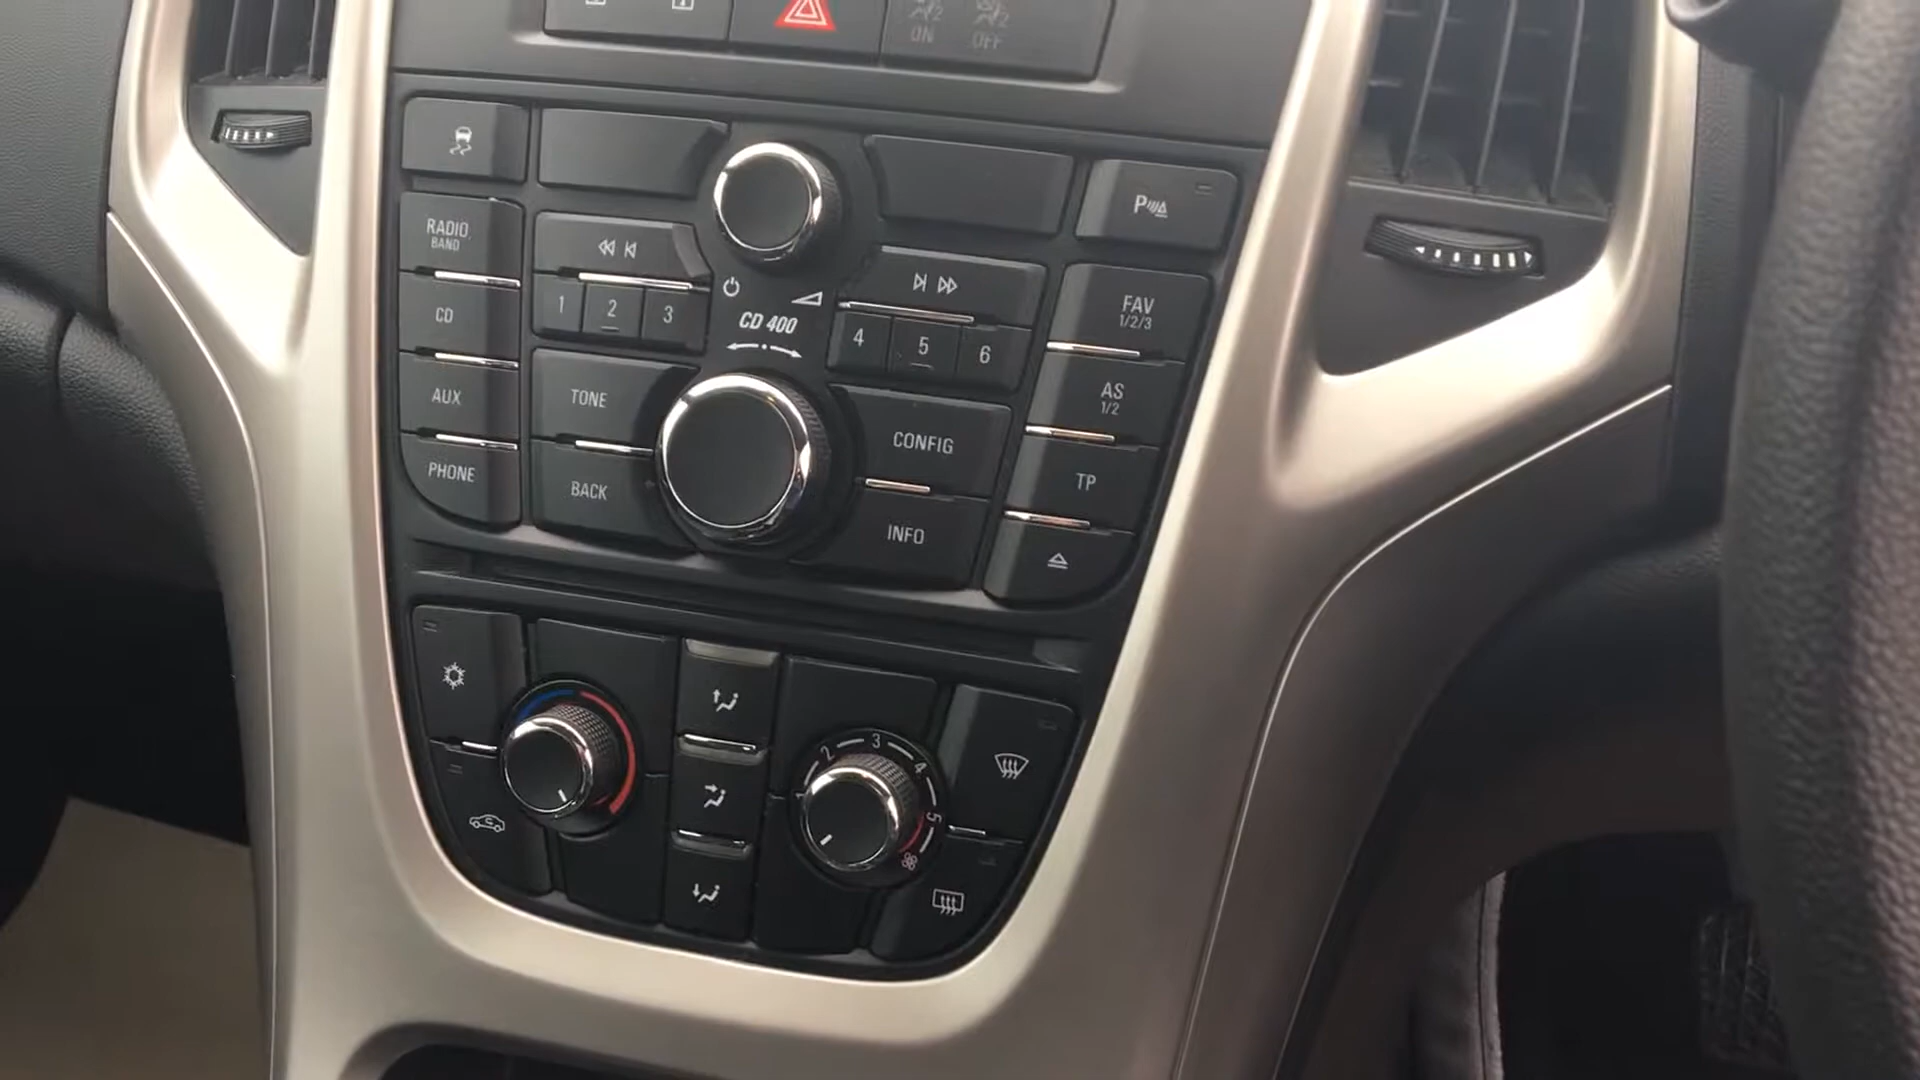 ON OFF
RADIO
BAND
1 2 3
CD 400
4 5 6
FAV
1/2/3
CD
AS
1/2
AUX
TONE
CONFIG
TP
PHONE
BACK
INFO
P
1 2 3 4 5